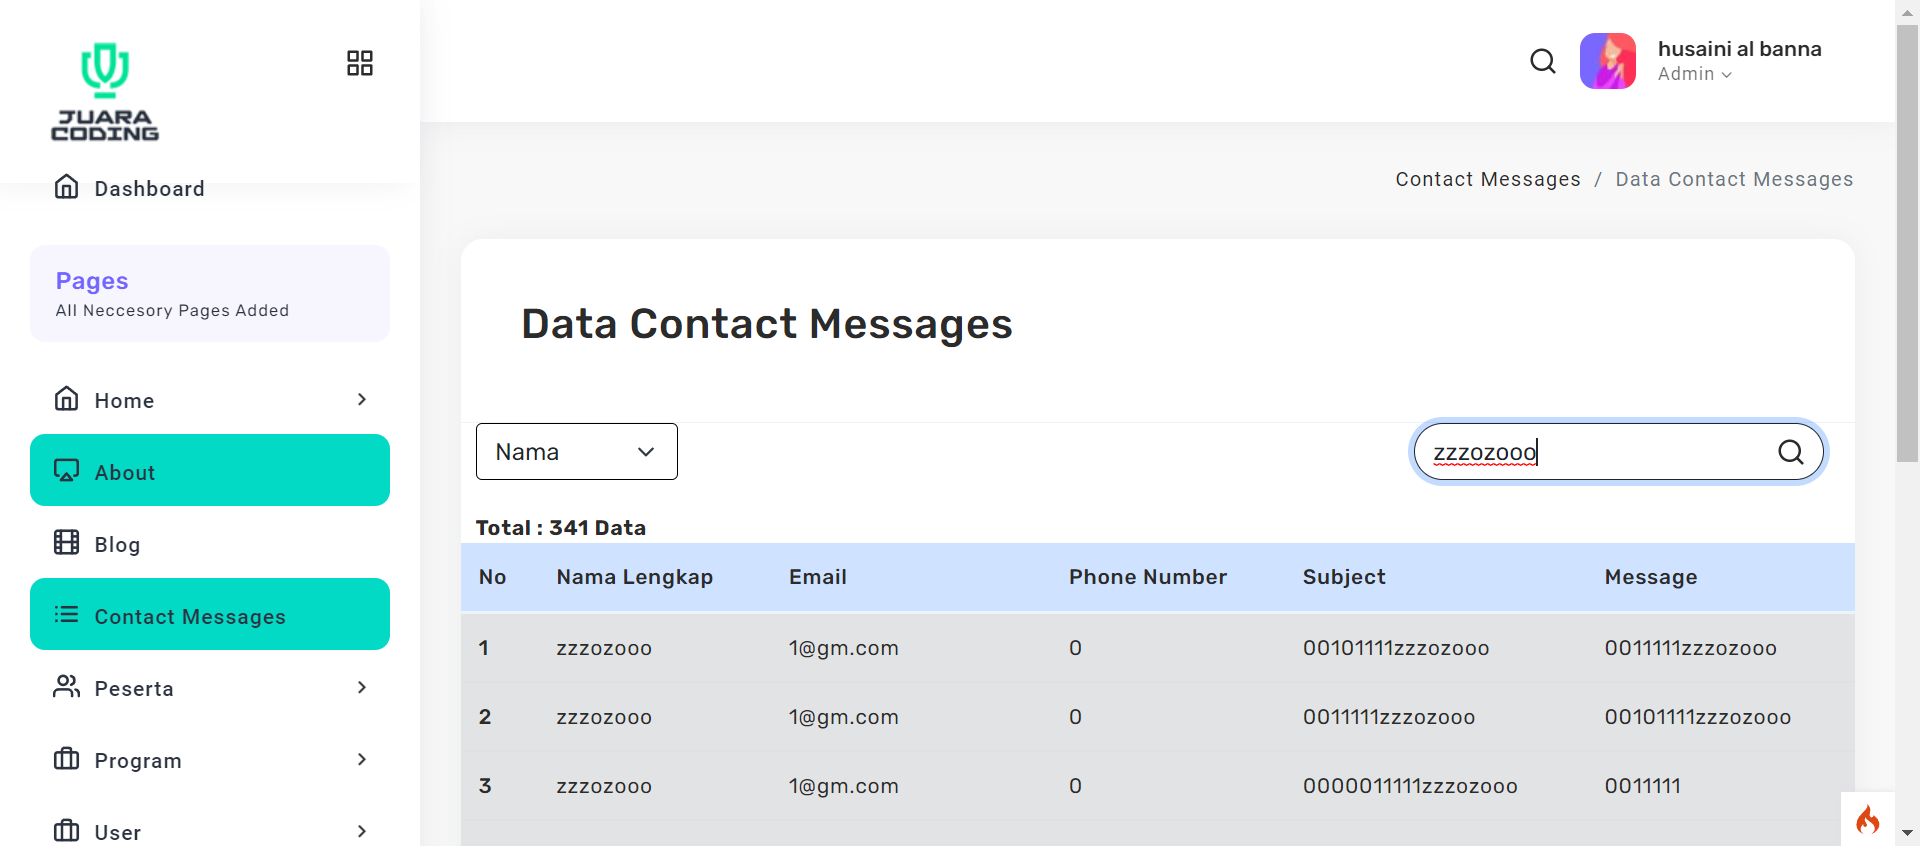 JUARA
CODING
husaini al banna
Admin
Dashboard
Contact Messages / Data Contact Messages
Pages
All Neccesory Pages Added
Home
About
Blog
Contact Messages
Peserta
Program
User
Data Contact Messages
Nama
zzzozooo
Total : 341 Data
No Nama Lengkap Email Phone Number Subject Message
1 zzzozooo 1@gm.com 0 00101111zzzozooo 0011111zzzozooo
2 zzzozooo 1@gm.com 0 0011111zzzozooo 00101111zzzozooo
3 zzzozooo 1@gm.com 0 0000011111zzzozooo 0011111